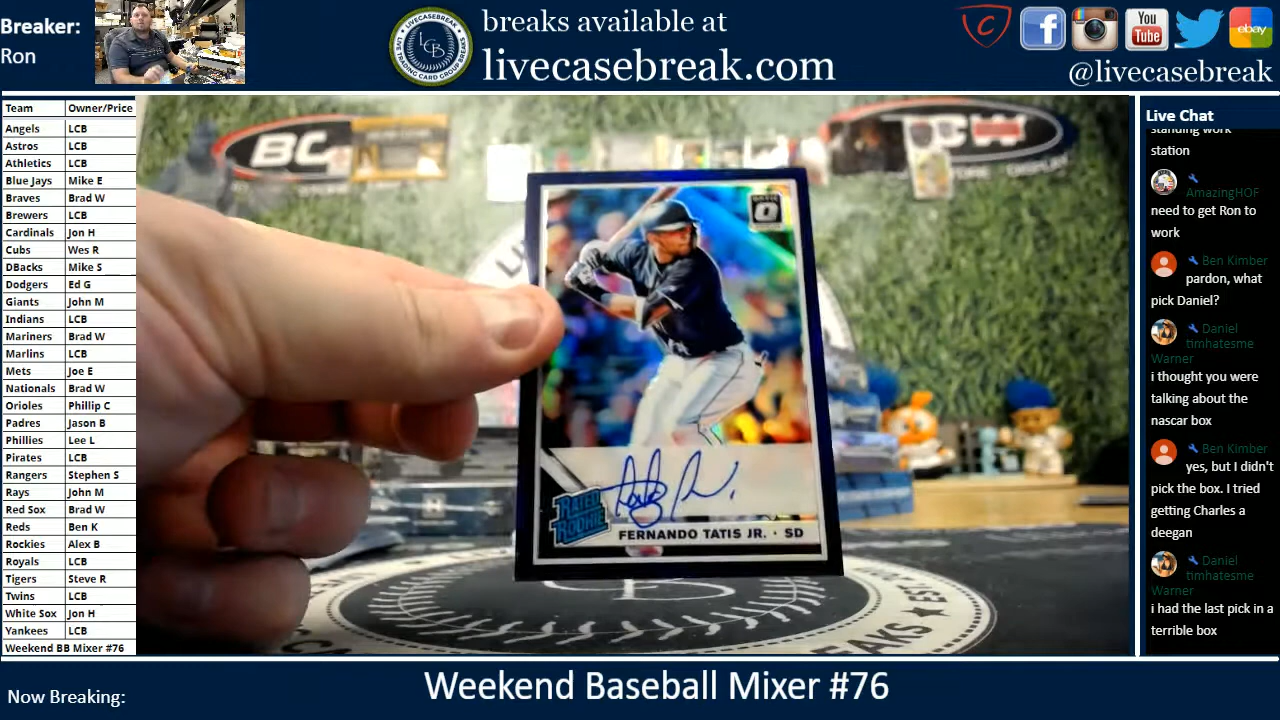 Breaker:
Ron
LCB
breaks available at
livecasebreak.com
You
Tube
ebay
@livecasebreak
Team Owner/Price
Angels LCB
Astros LCB
Athletics LCB
Blue Jays Mike E
Braves Brad W
Brewers LCB
Cardinals Jon H
Cubs Wes R
DBacks Mike S
Dodgers Ed G
Giants John M
Indians LCB
Mariners Brad W
Marlins LCB
Mets Joe E
Nationals Brad W
Orioles Phillip C
Padres Jason B
Phillies Lee L
Pirates LCB
Rangers Stephen S
Rays John M
Red Sox Brad W
Reds Ben K
Rockies Alex B
Royals LCB
Tigers Steve R
Twins LCB
White Sox Jon H
Yankees LCB
Weekend BB Mixer #76
BC
CW
DISPLAY
RATED
ROOKIE
FERNANDO TATIS JR. · SD
Live Chat
standing work
station
AmazingHOF
need to get Ron to
work
Ben Kimber
pardon, what
pick Daniel?
Daniel
timhatesme
Warner
i thought you were
talking about the
nascar box
Ben Kimber
yes, but I didn't
pick the box. I tried
getting Charles a
deegan
Daniel
timhatesme
Warner
i had the last pick in a
terrible box
Now Breaking:
Weekend Baseball Mixer #76